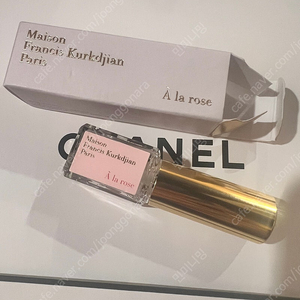 Maison
Francis Kurkdjian
Paris
À la rose
CHANEL
Maison
Francis Kurkdjian
Paris
À la rose